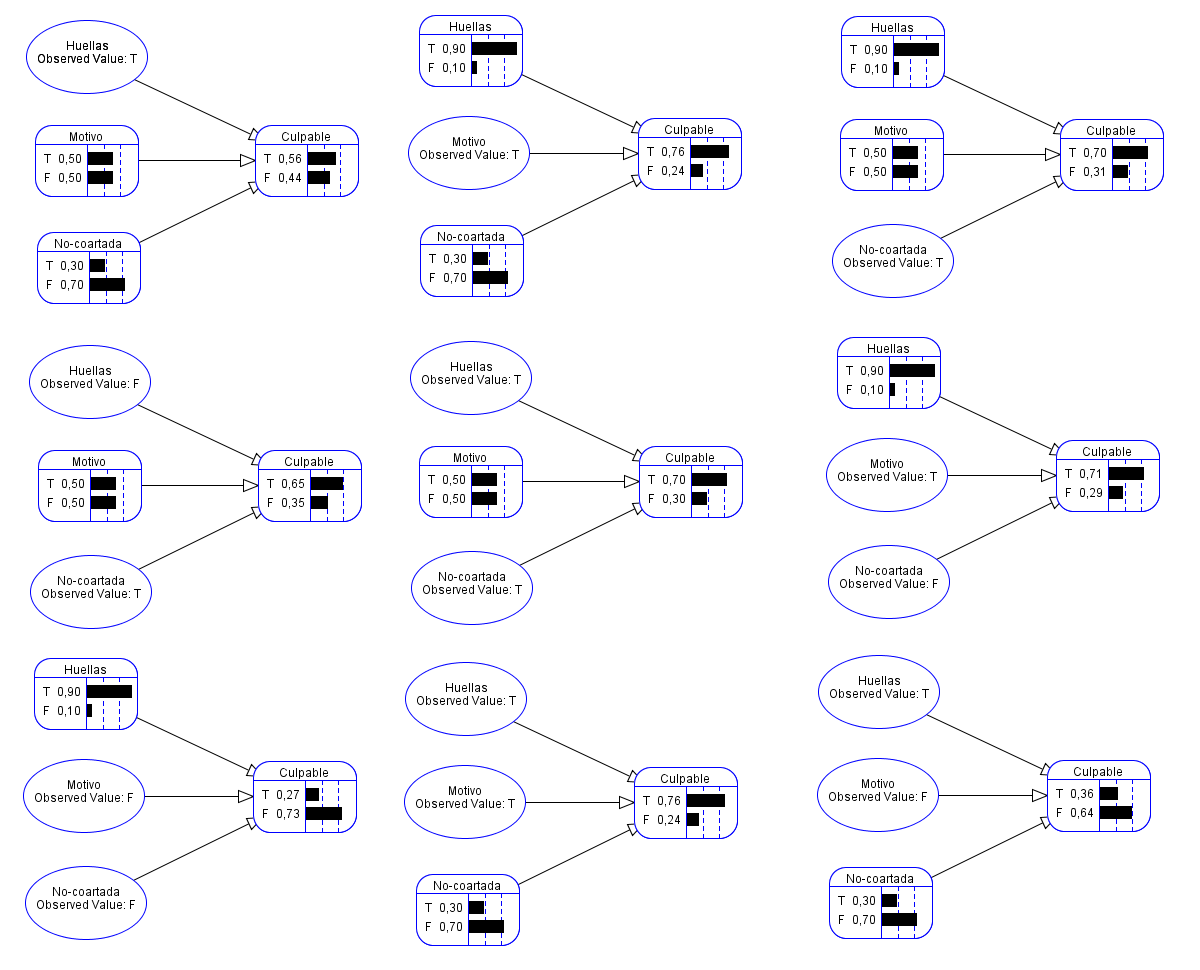 Huellas
Observed Value: T
Motivo
T 0,50
F 0,50
No-coartada
T 0,30
F 0,70
Culpable
T 0,56
F 0,44
Huellas
T 0,90
F 0,10
Motivo
Observed Value: T
No-coartada
T 0,30
F 0,70
Culpable
T 0,76
F 0,24
Huellas
T 0,90
F 0,10
Motivo
T 0,50
F 0,50
No-coartada
Observed Value: T
Culpable
T 0,70
F 0,31
Huellas
Observed Value: F
Motivo
T 0,50
F 0,50
No-coartada
Observed Value: T
Culpable
T 0,65
F 0,35
Huellas
Observed Value: T
Motivo
T 0,50
F 0,50
No-coartada
Observed Value: T
Culpable
T 0,70
F 0,30
Huellas
T 0,90
F 0,10
Motivo
Observed Value: T
No-coartada
Observed Value: F
Culpable
T 0,71
F 0,29
Huellas
T 0,90
F 0,10
Motivo
Observed Value: F
No-coartada
Observed Value: F
Culpable
T 0,27
F 0,73
Huellas
Observed Value: T
Motivo
Observed Value: T
No-coartada
T 0,30
F 0,70
Culpable
T 0,76
F 0,24
Huellas
Observed Value: T
Motivo
Observed Value: F
No-coartada
T 0,30
F 0,70
Culpable
T 0,36
F 0,64